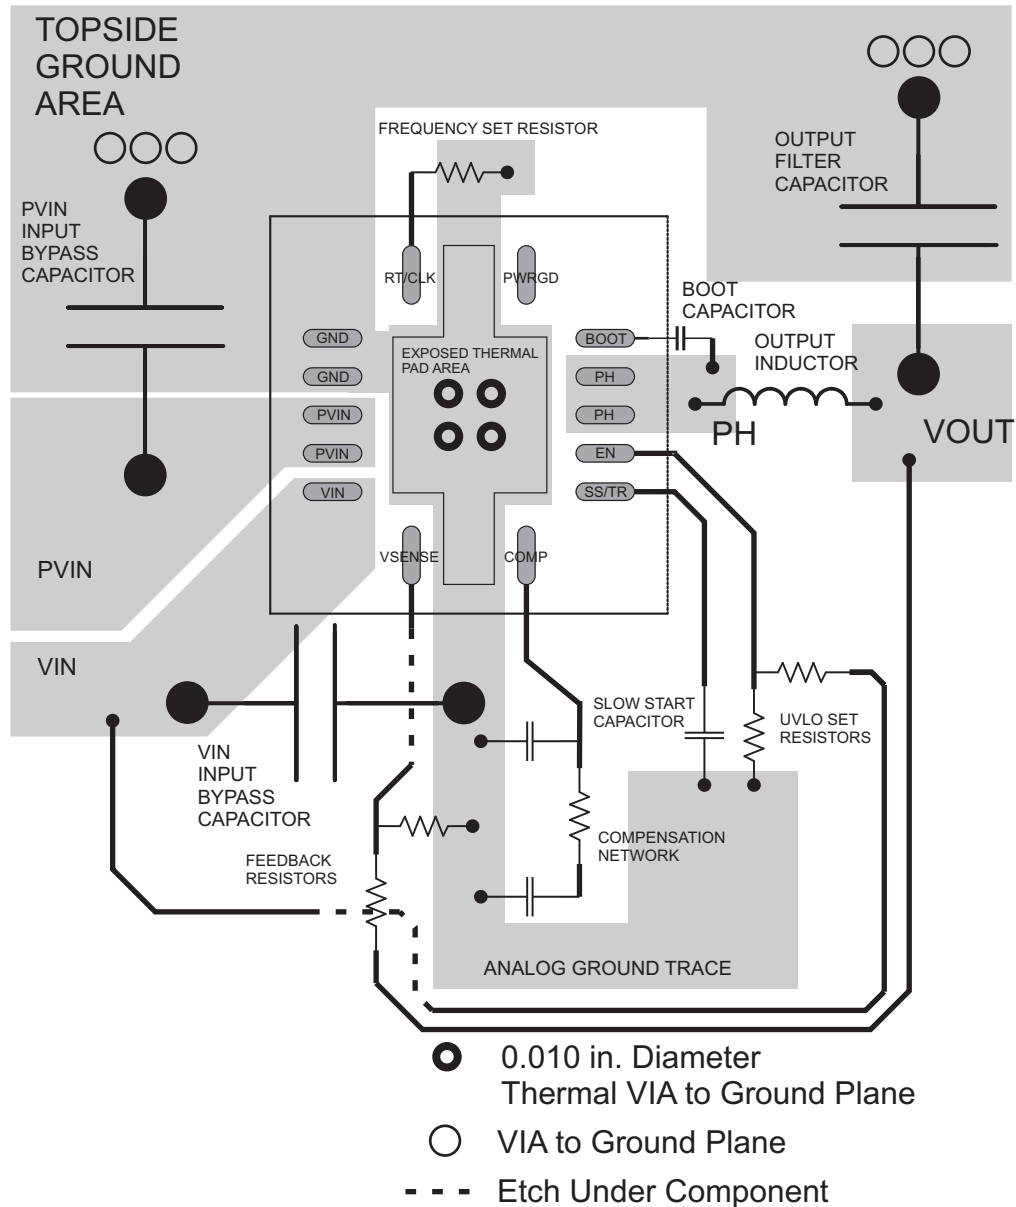 TOPSIDE
GROUND
AREA
FREQUENCY SET RESISTOR
OUTPUT
FILTER
CAPACITOR
PVIN
INPUT
BYPASS
CAPACITOR
RT/CLK
PWRGD
BOOT
CAPACITOR
OUTPUT
INDUCTOR
GND
GND
PVIN
PVIN
VIN
EXPOSED THERMAL
PAD AREA
BOOT
PH
PH
EN
SS/TR
PH
VOUT
VSENSE
COMP
PVIN
VIN
VIN
INPUT
BYPASS
CAPACITOR
SLOW START
CAPACITOR
UVLO SET
RESISTORS
COMPENSATION
NETWORK
FEEDBACK
RESISTORS
ANALOG GROUND TRACE
0.010 in. Diameter
Thermal VIA to Ground Plane
VIA to Ground Plane
Etch Under Component